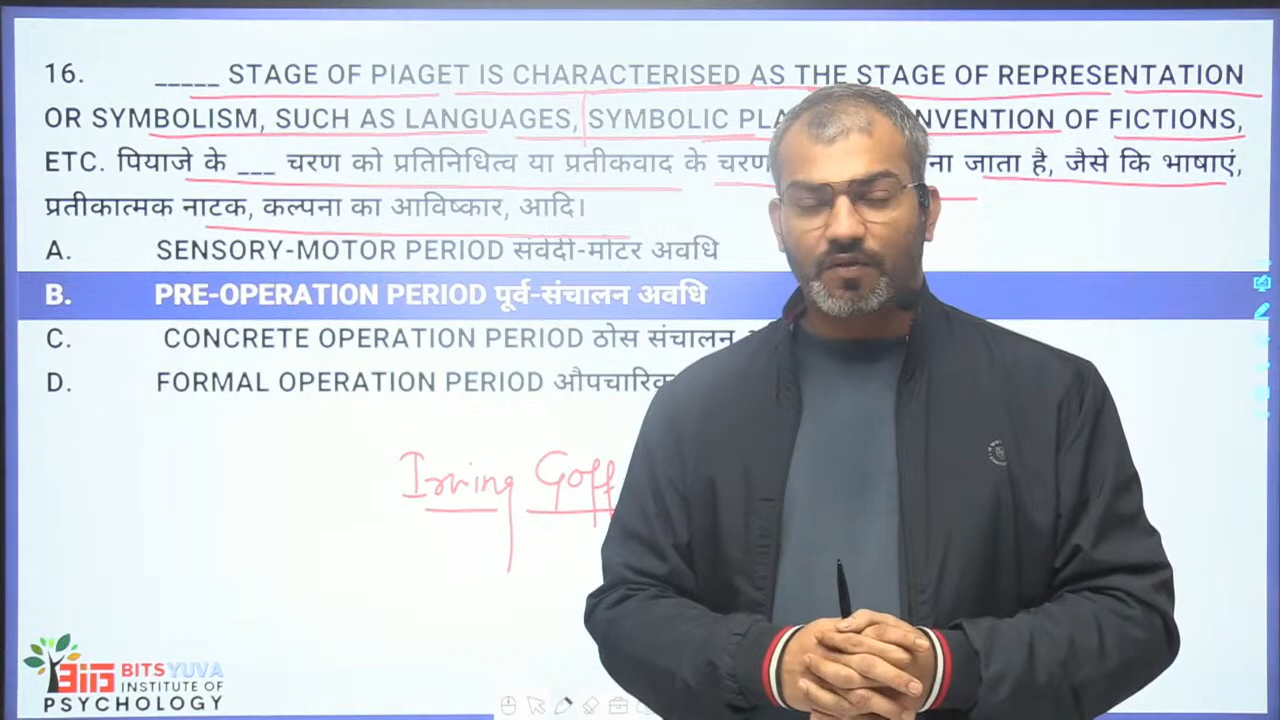 16. _____ STAGE OF PIAGET IS CHARACTERISED AS THE STAGE OF REPRESENTATION
OR SYMBOLISM, SUCH AS LANGUAGES, SYMBOLIC OF FICTIONS,
ETC. पियाजे के ___ चरण को प्रतिनिधित्व या प्रतीकवाद के चरण जाता है, जैसे कि भाषाएं,
प्रतीकात्मक नाटक, कल्पना का आविष्कार, आदि।
A. SENSORY-MOTOR PERIOD संवेदी-मोटर अवधि
B. PRE-OPERATION PERIOD पूर्व-संचालन अवधि
C. CONCRETE OPERATION PERIOD ठोस संचालन
D. FORMAL OPERATION PERIOD
Irving Goff
BITS YUVA
INSTITUTE OF
PSYCHOLOGY